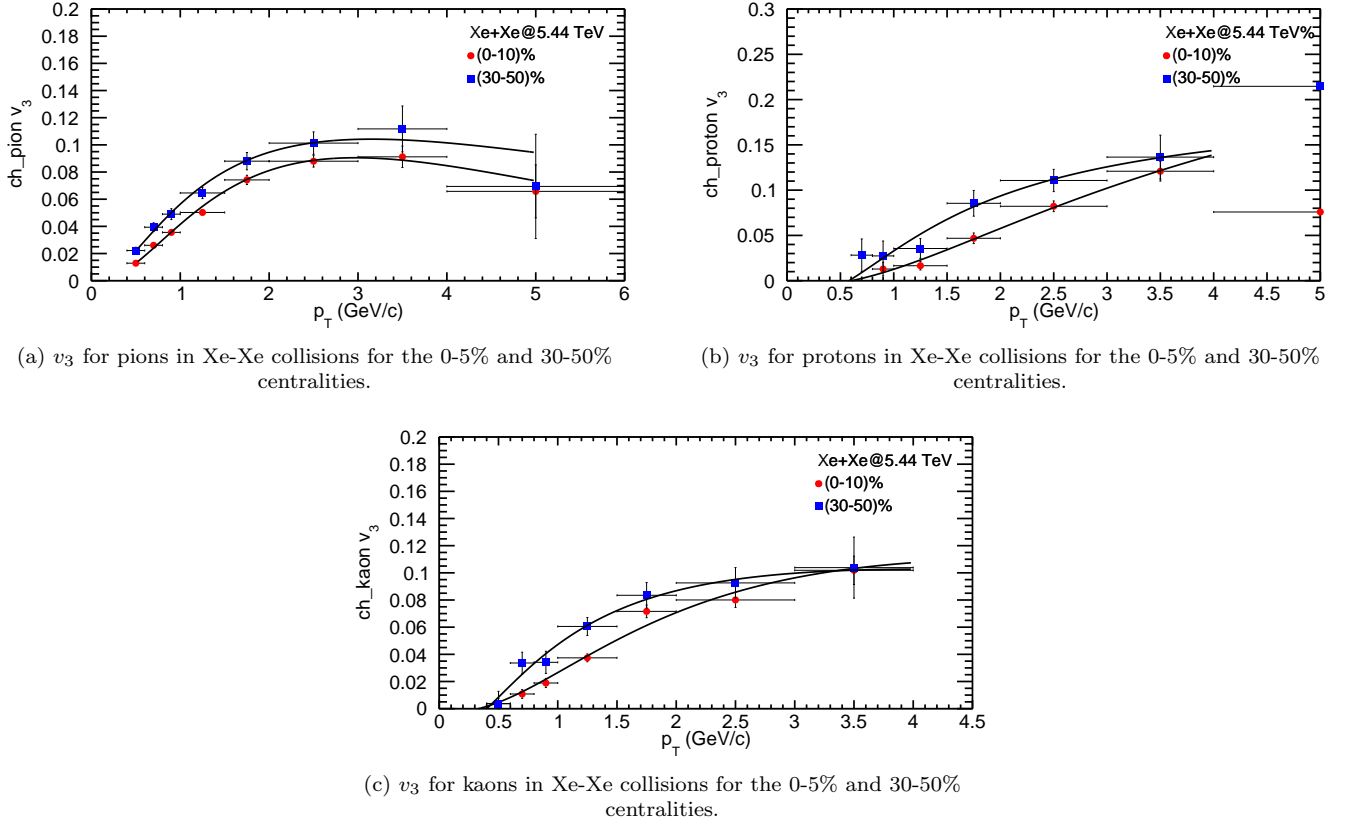 0.2
0.18
0.16
0.14
0.12
0.1
0.08
0.06
0.04
0.02
0
ch_pion v3
Xe+Xe@5.44 TeV
(0-10)%
(30-50)%
0 1 2 3 4 5 6
pT (GeV/c)
(a) v3 for pions in Xe-Xe collisions for the 0-5% and 30-50%
centralities.
0.3
0.25
0.2
0.15
0.1
0.05
0
ch_proton v3
Xe+Xe@5.44 TeV%
(0-10)%
(30-50)%
0 0.5 1 1.5 2 2.5 3 3.5 4 4.5 5
pT (GeV/c)
(b) v3 for protons in Xe-Xe collisions for the 0-5% and 30-50%
centralities.
0.2
0.18
0.16
0.14
0.12
0.1
0.08
0.06
0.04
0.02
0
ch_kaon v3
Xe+Xe@5.44 TeV
(0-10)%
(30-50)%
0 0.5 1 1.5 2 2.5 3 3.5 4 4.5
pT (GeV/c)
(c) v3 for kaons in Xe-Xe collisions for the 0-5% and 30-50%
centralities.